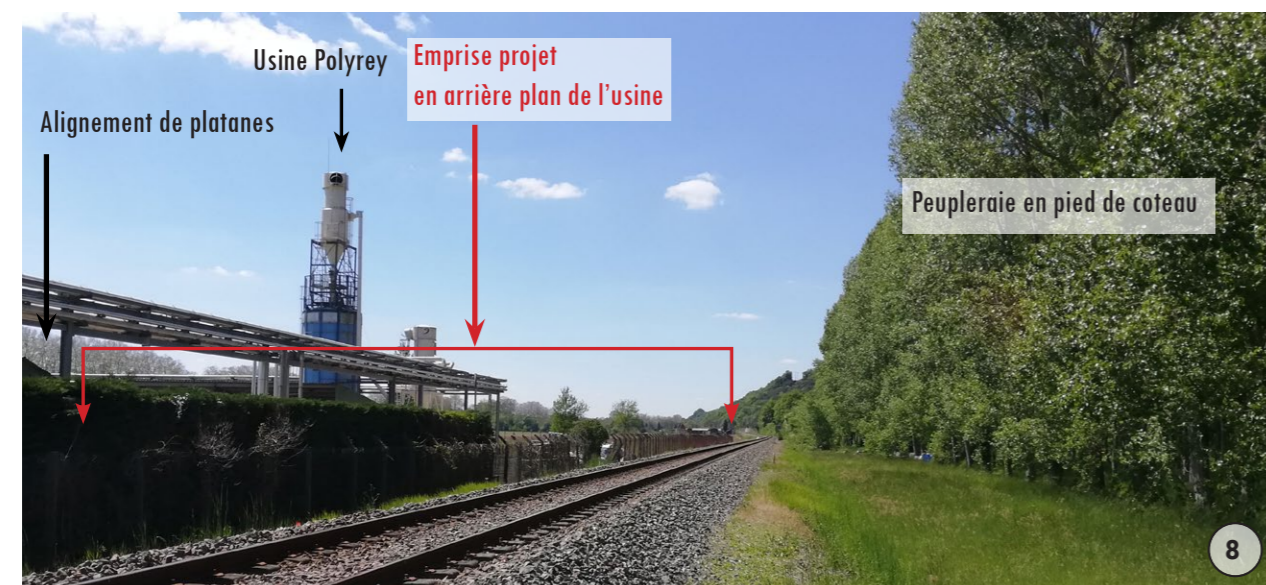 Usine Polyrey
Emprise projet
en arrière plan de l'usine
Alignement de platanes
Peupleraie en pied de coteau
8